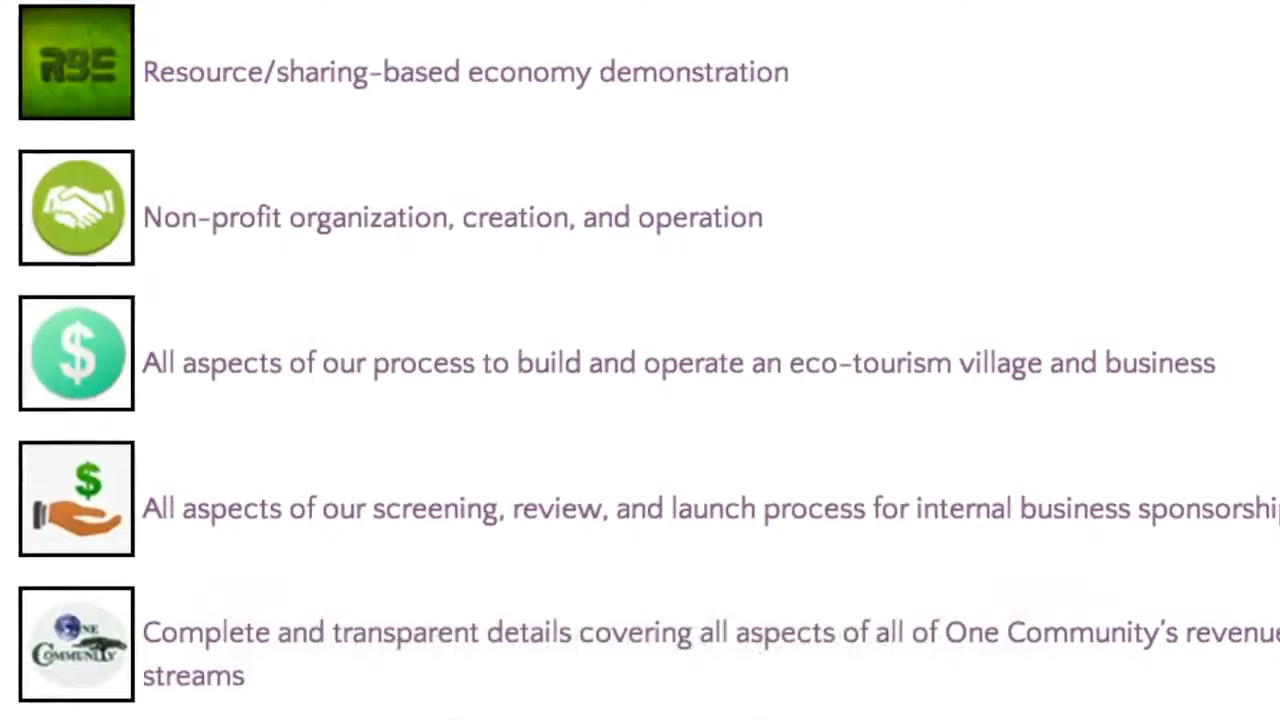 RBE
Resource/sharing-based economy demonstration
Non-profit organization, creation, and operation
$
All aspects of our process to build and operate an eco-tourism village and business
$
All aspects of our screening, review, and launch process for internal business sponsorship
ONE
COMMUNITY
Complete and transparent details covering all aspects of all of One Community's revenue
streams